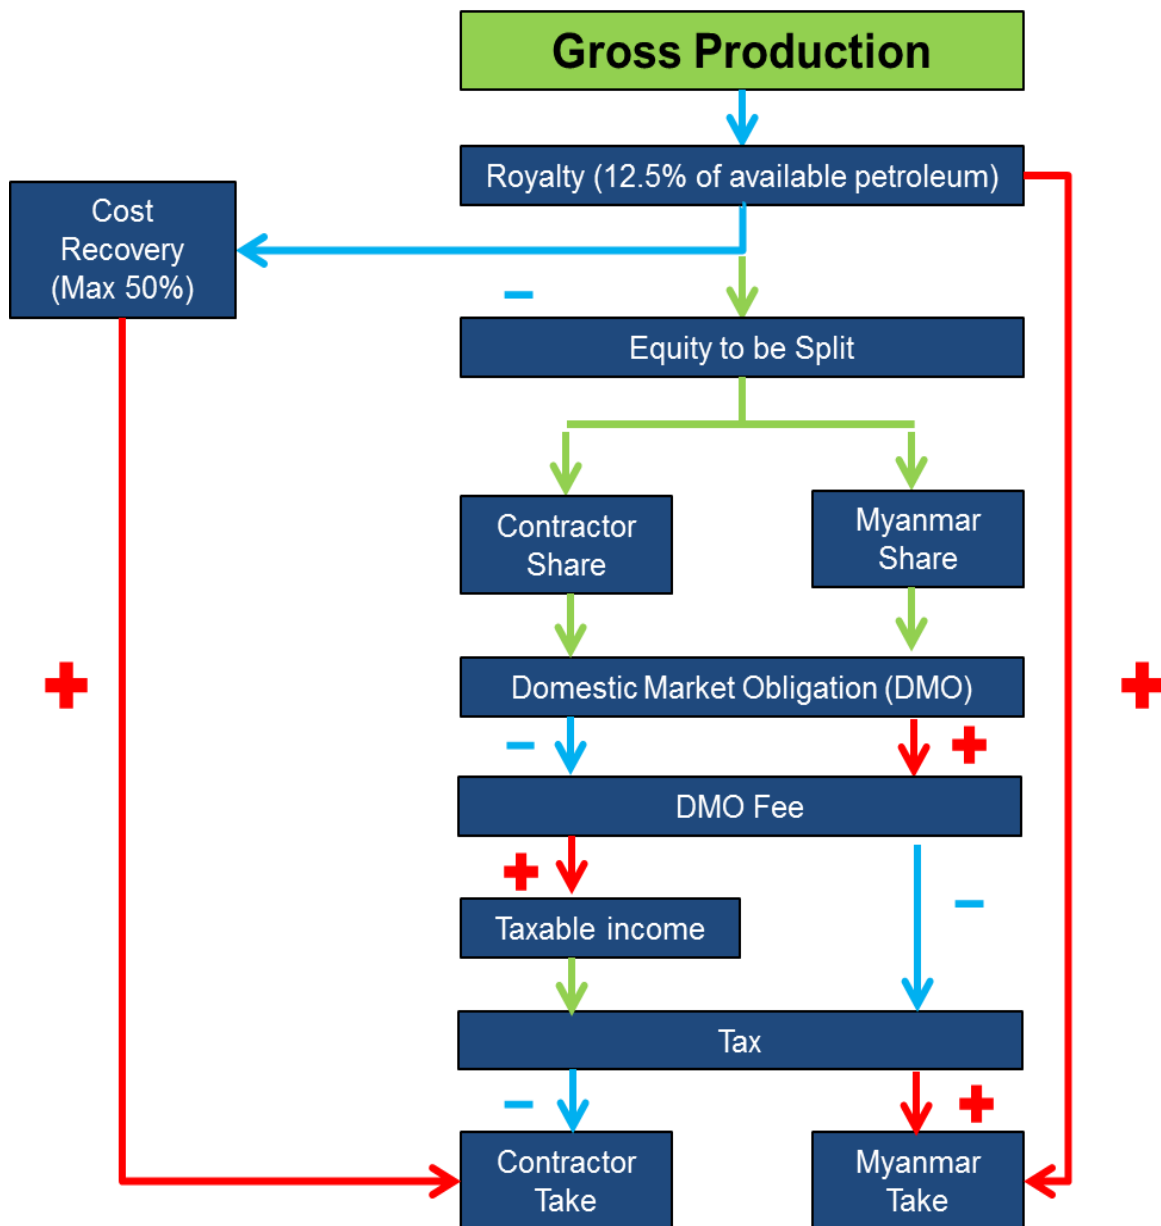 Gross Production
Royalty (12.5% of available petroleum)
Cost
Recovery
(Max 50%)
–
Equity to be Split
Contractor
Share
Myanmar
Share
+
+
Domestic Market Obligation (DMO)
–
+
DMO Fee
+
–
Taxable income
Tax
–
+
Contractor
Take
Myanmar
Take